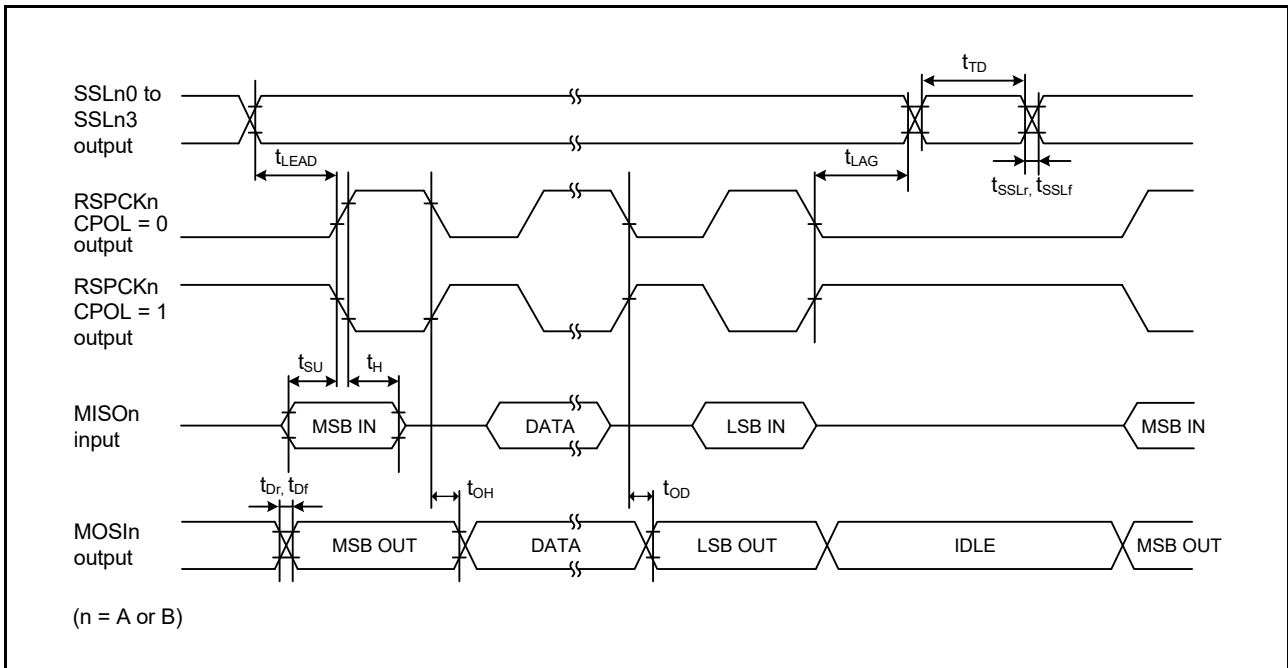 tTD
SSLn0 to
SSLn3
output
tLEAD
tLAG
tSSLr, tSSLf
RSPCKn
CPOL = 0
output
RSPCKn
CPOL = 1
output
tSU
tH
MISOn
input
MSB IN
DATA
LSB IN
MSB IN
tDr, tDf
tOH
tOD
MOSIn
output
MSB OUT
DATA
LSB OUT
IDLE
MSB OUT
(n = A or B)